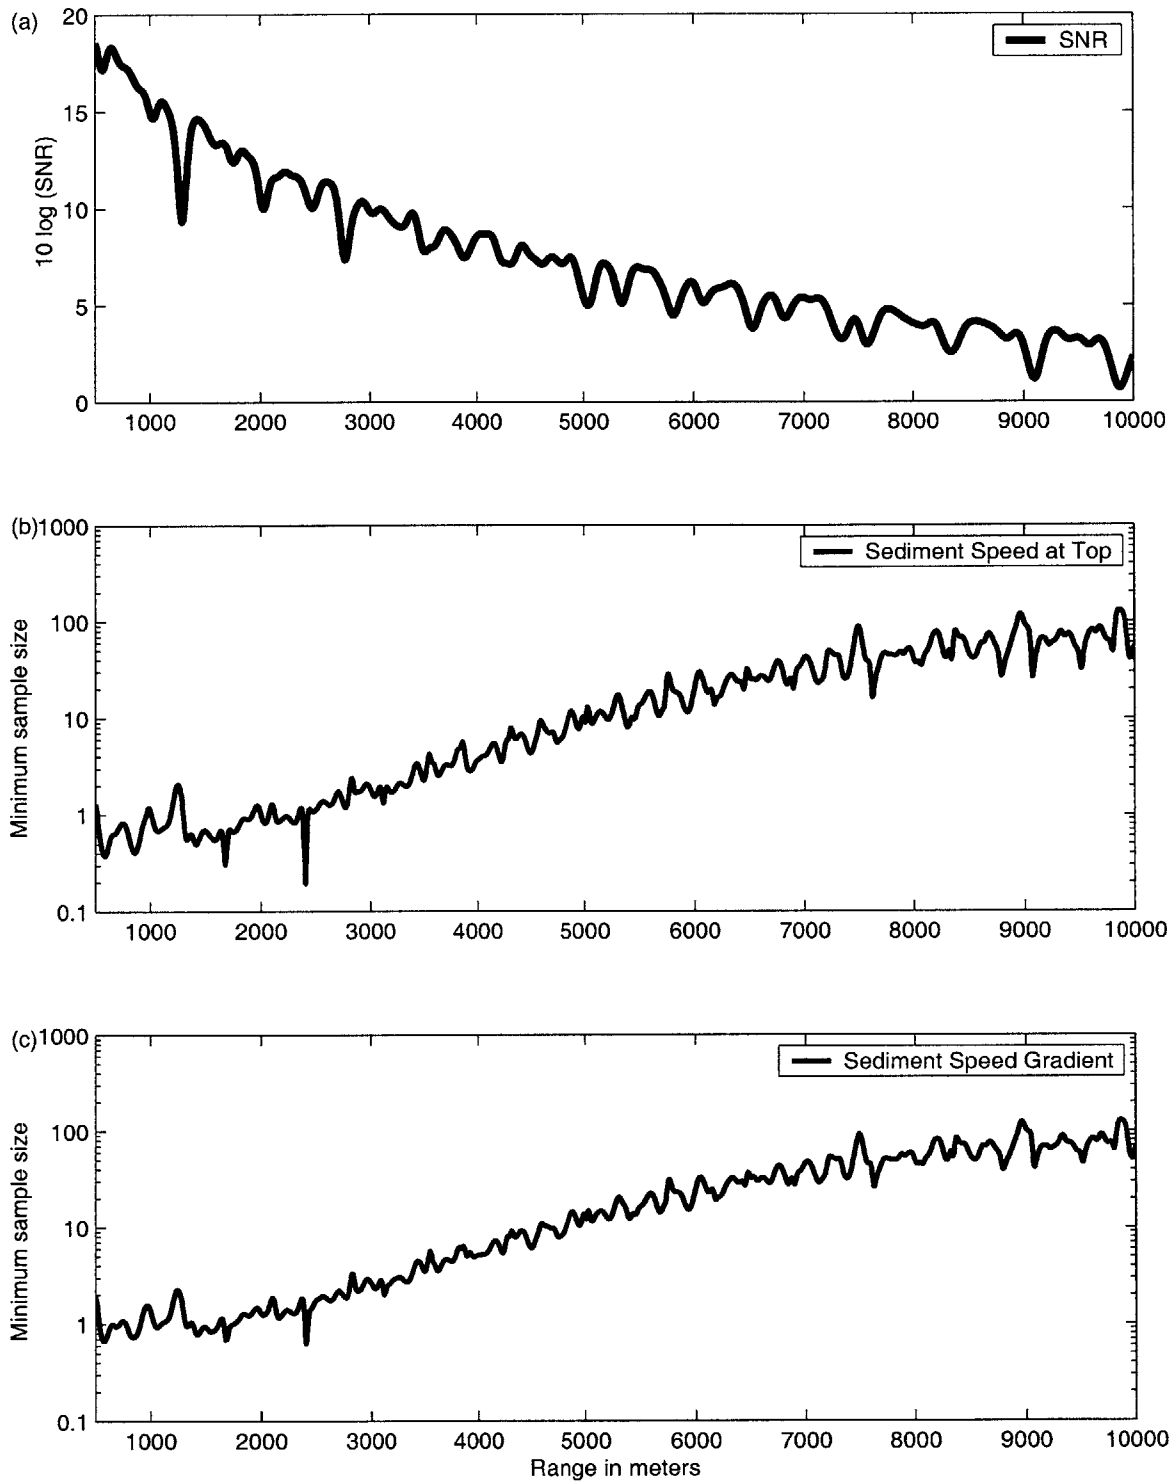 (a)
20
15
10
5
0
10 log (SNR)
SNR
1000 2000 3000 4000 5000 6000 7000 8000 9000 10000
(b)
1000
100
10
1
0.1
Minimum sample size
Sediment Speed at Top
1000 2000 3000 4000 5000 6000 7000 8000 9000 10000
(c)
1000
100
10
1
0.1
Minimum sample size
Sediment Speed Gradient
1000 2000 3000 4000 5000 6000 7000 8000 9000 10000
Range in meters